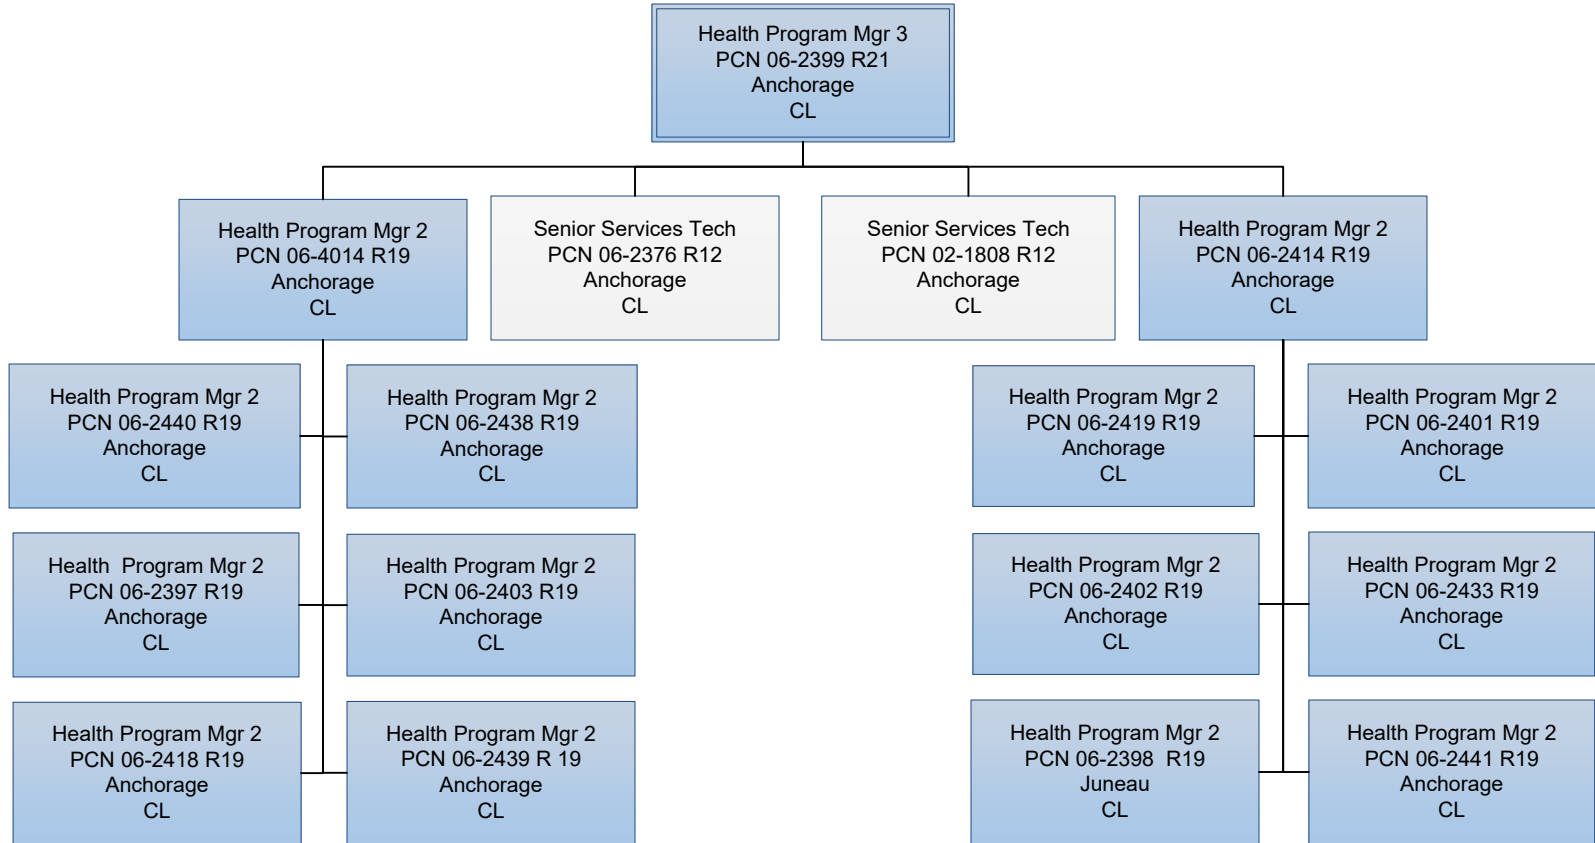 Health Program Mgr 3
PCN 06-2399 R21
Anchorage
CL
Health Program Mgr 2
PCN 06-4014 R19
Anchorage
CL
Senior Services Tech
PCN 06-2376 R12
Anchorage
CL
Senior Services Tech
PCN 02-1808 R12
Anchorage
CL
Health Program Mgr 2
PCN 06-2414 R19
Anchorage
CL
Health Program Mgr 2
PCN 06-2440 R19
Anchorage
CL
Health Program Mgr 2
PCN 06-2438 R19
Anchorage
CL
Health Program Mgr 2
PCN 06-2419 R19
Anchorage
CL
Health Program Mgr 2
PCN 06-2401 R19
Anchorage
CL
Health  Program Mgr 2
PCN 06-2397 R19
Anchorage
CL
Health Program Mgr 2
PCN 06-2403 R19
Anchorage
CL
Health Program Mgr 2
PCN 06-2402 R19
Anchorage
CL
Health Program Mgr 2
PCN 06-2433 R19
Anchorage
CL
Health Program Mgr 2
PCN 06-2418 R19
Anchorage
CL
Health Program Mgr 2
PCN 06-2439 R 19
Anchorage
CL
Health Program Mgr 2
PCN 06-2398  R19
Juneau
CL
Health Program Mgr 2
PCN 06-2441 R19
Anchorage
CL